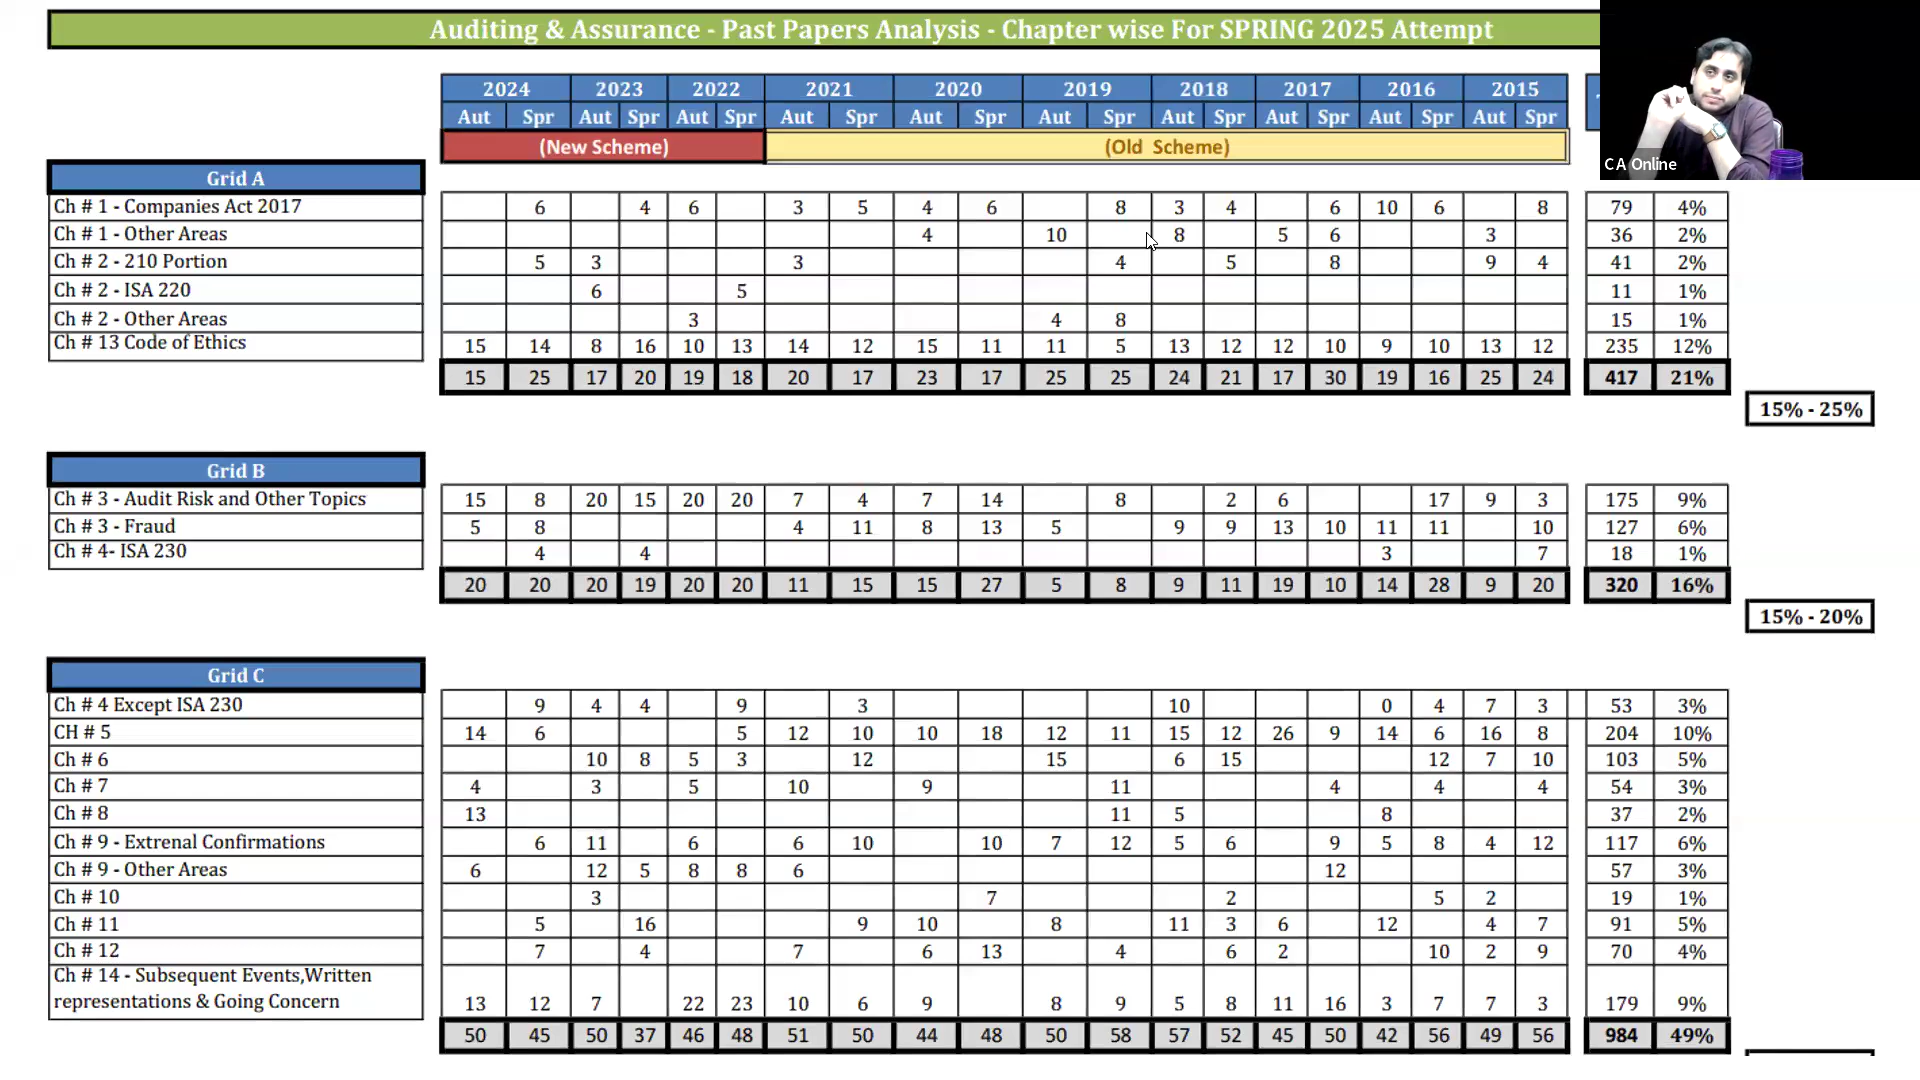 Auditing & Assurance - Past Papers Analysis - Chapter wise For SPRING 2025 Attempt
C A Online
2024 2023 2022 2021 2020 2019 2018 2017 2016 2015
Aut Spr Aut Spr Aut Spr Aut Spr Aut Spr Aut Spr Aut Spr Aut Spr Aut Spr Aut Spr
(New Scheme) (Old Scheme)
Grid A
Ch # 1 - Companies Act 2017 6 4 6 3 5 4 6 8 3 4 6 10 6 8 79 4%
Ch # 1 - Other Areas 4 10 8 5 6 3 36 2%
Ch # 2 - 210 Portion 5 3 3 4 5 8 9 4 41 2%
Ch # 2 - ISA 220 6 5 11 1%
Ch # 2 - Other Areas 3 4 8 15 1%
Ch # 13 Code of Ethics 15 14 8 16 10 13 14 12 15 11 11 5 13 12 12 10 9 10 13 12 235 12%
15 25 17 20 19 18 20 17 23 17 25 25 24 21 17 30 19 16 25 24 417 21%
15% - 25%
Grid B
Ch # 3 - Audit Risk and Other Topics 15 8 20 15 20 20 7 4 7 14 8 2 6 17 9 3 175 9%
Ch # 3 - Fraud 5 8 4 11 8 13 5 9 9 13 10 11 11 10 127 6%
Ch # 4- ISA 230 4 4 3 7 18 1%
20 20 20 19 20 20 11 15 15 27 5 8 9 11 19 10 14 28 9 20 320 16%
15% - 20%
Grid C
Ch # 4 Except ISA 230 9 4 4 9 3 10 0 4 7 3 53 3%
CH # 5 14 6 5 12 10 10 18 12 11 15 12 26 9 14 6 16 8 204 10%
Ch # 6 10 8 5 3 12 15 6 15 12 7 10 103 5%
Ch # 7 4 3 5 10 9 11 4 4 4 54 3%
Ch # 8 13 11 5 8 37 2%
Ch # 9 - Extrenal Confirmations 6 11 6 6 10 10 7 12 5 6 9 5 8 4 12 117 6%
Ch # 9 - Other Areas 6 12 5 8 8 6 12 57 3%
Ch # 10 3 7 2 5 2 19 1%
Ch # 11 5 16 9 10 8 11 3 6 12 4 7 91 5%
Ch # 12 7 4 7 6 13 4 6 2 10 2 9 70 4%
Ch # 14 - Subsequent Events,Written
representations & Going Concern 13 12 7 22 23 10 6 9 8 9 5 8 11 16 3 7 7 3 179 9%
50 45 50 37 46 48 51 50 44 48 50 58 57 52 45 50 42 56 49 56 984 49%